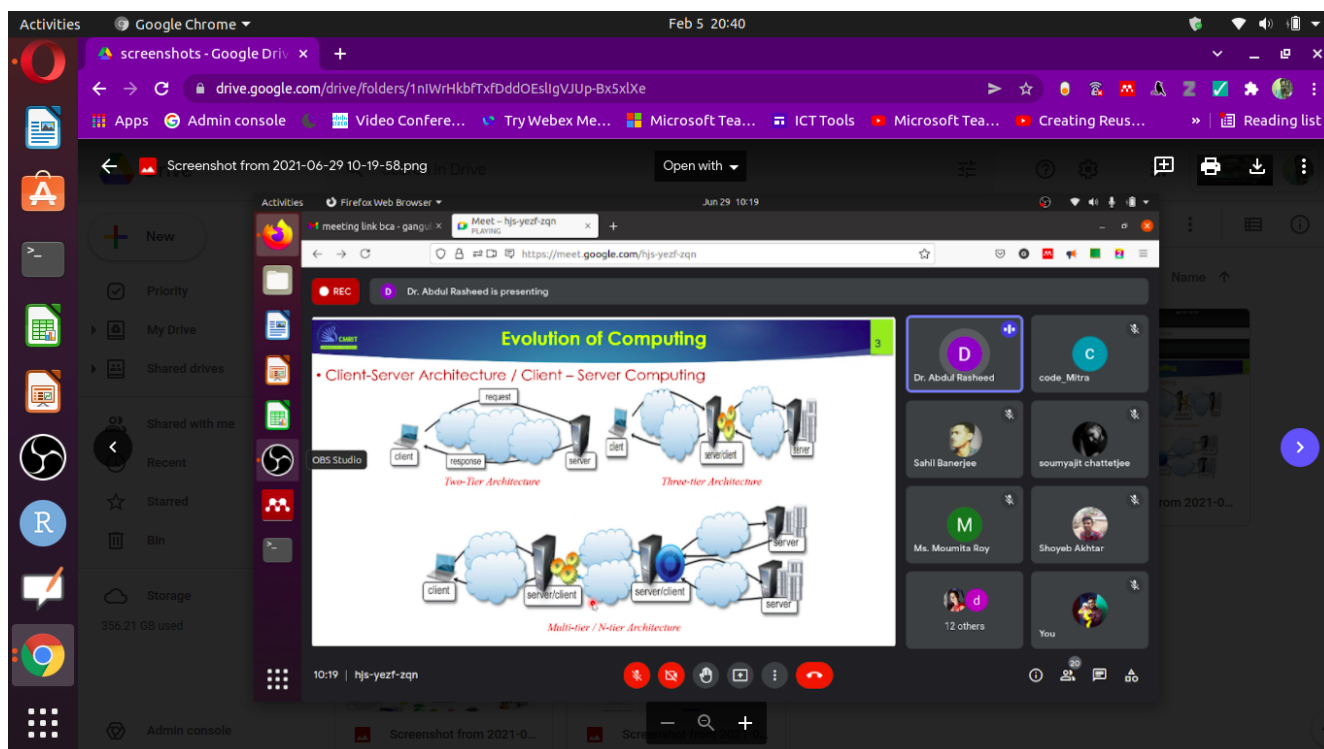 Activities
Google Chrome
Feb 5 20:40
screenshots - Google Driv
drive.google.com/drive/folders/1nIWrHkbfTxfDddOEslIgVJUp-Bx5xlXe
Apps
Admin console
Video Confere...
Try Webex Me...
Microsoft Tea...
ICT Tools
Microsoft Tea...
Creating Reus...
»
Reading list
Screenshot from 2021-06-29 10-19-58.png
in Drive
Open with
New
Priority
My Drive
Shared drives
Shared with me
Recent
Starred
Bin
Storage
356.21 GB used
Admin console
Name
Activities
Firefox Web Browser
Jun 29 10:19
meeting link bca - gangul
Meet – hjs-yezf-zqn
PLAYING
https://meet.google.com/hjs-yezf-zqn
REC
D
Dr. Abdul Rasheed is presenting
CMRIT
Evolution of Computing
3
• Client-Server Architecture / Client – Server Computing
request
client
response
server
Two-Tier Architecture
client
server/client
server
Three-tier Architecture
client
server/client
server/client
server
server
Multi-tier / N-tier Architecture
OBS Studio
D
Dr. Abdul Rasheed
c
code_Mitra
Sahil Banerjee
soumyajit chattetjee
M
Ms. Moumita Roy
Shoyeb Akhtar
d
12 others
You
10:19 | hjs-yezf-zqn
20
rom 2021-0...
Screenshot from 2021-0...